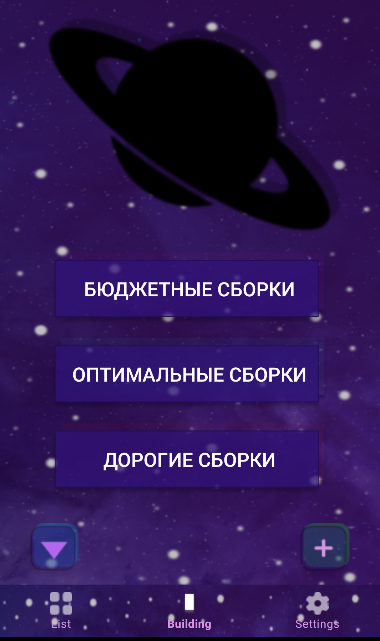 БЮДЖЕТНЫЕ СБОРКИ
ОПТИМАЛЬНЫЕ СБОРКИ
ДОРОГИЕ СБОРКИ
List Building Settings